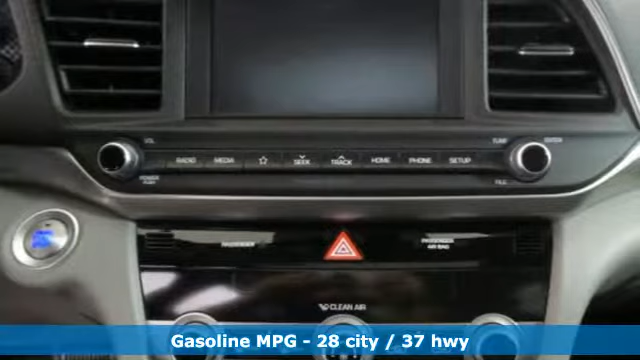 VOL
TUNE
ENTER
RADIO MEDIA SEEK TRACK HOME PHONE SETUP
POWER
PUSH
FILE
PASSENGER
PASSENGER
AIR BAG
CLEAN AIR
Gasoline MPG - 28 city / 37 hwy